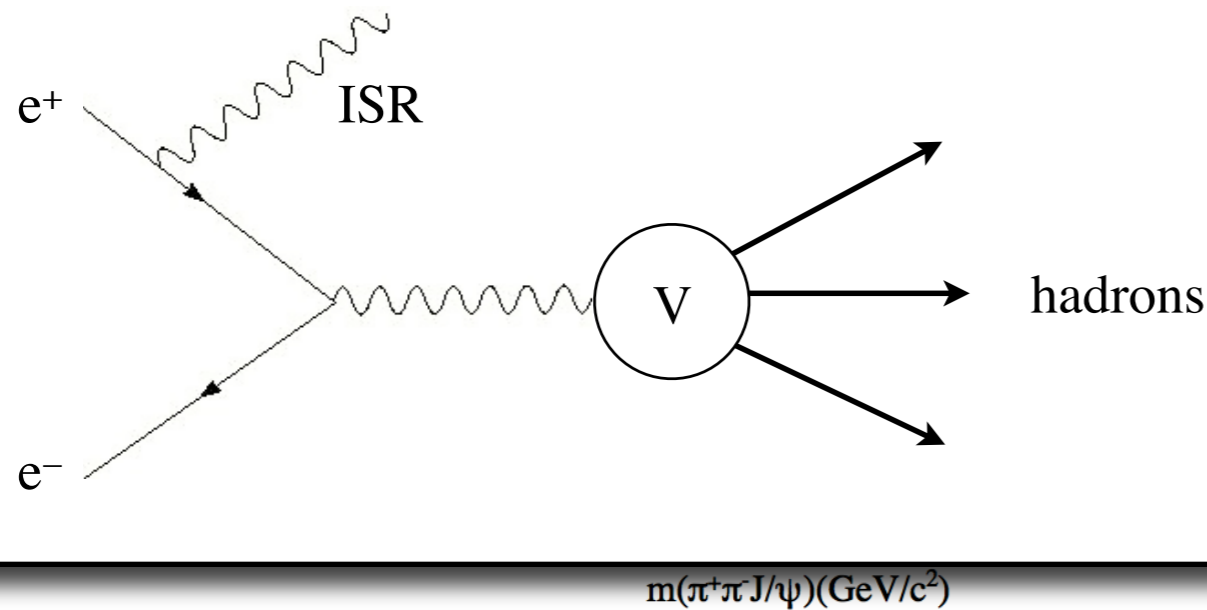 e⁺
ISR
V
hadrons
e⁻
m(π⁺π⁻J/ψ)(GeV/c²)